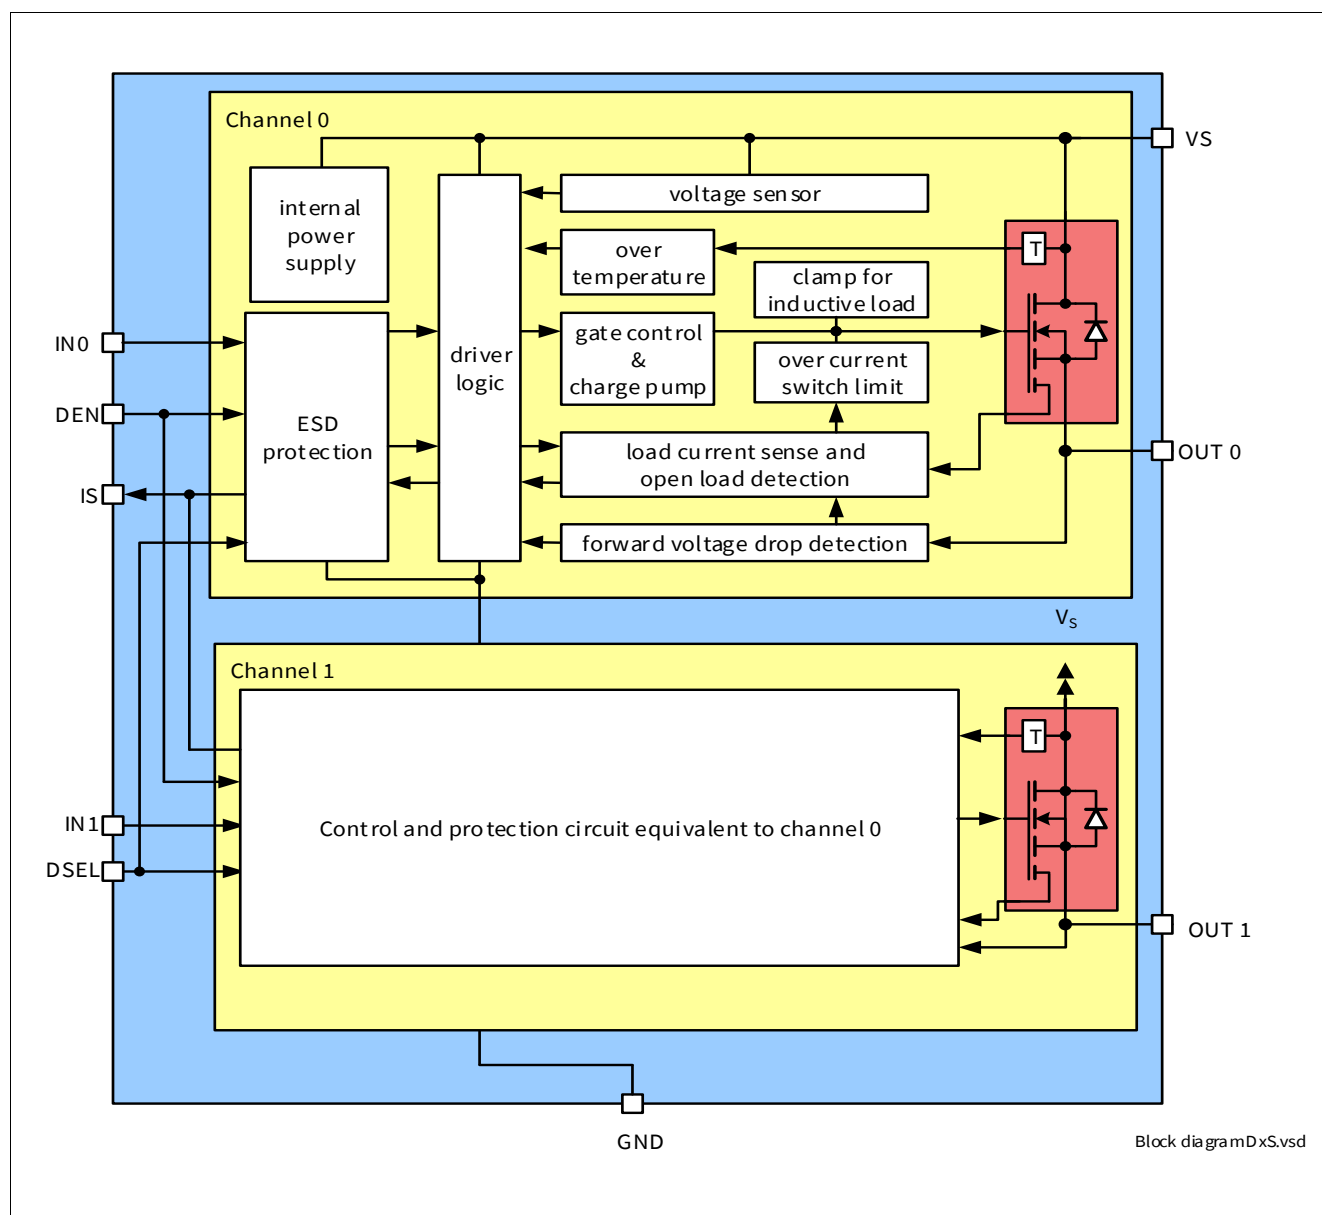 Channel 0
VS
internal
power
supply
voltage sensor
over
temperature
T
clamp for
inductive load
IN0
driver
logic
gate control
&
charge pump
over current
switch limit
DEN
ESD
protection
load current sense and
open load detection
OUT 0
IS
forward voltage drop detection
VS
Channel 1
T
IN1
Control and protection circuit equivalent to channel 0
DSEL
OUT 1
GND
Block diagramDxS.vsd